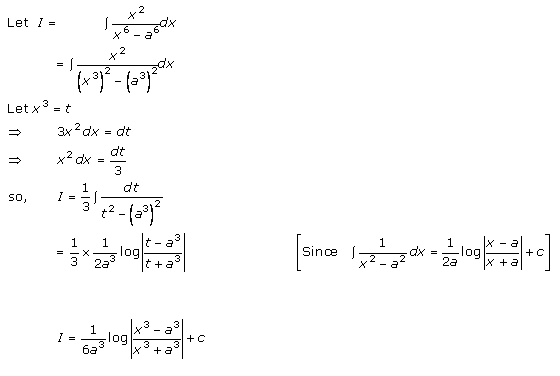 Let I = ∫ x²/(x⁶ − a⁶) dx
= ∫ x²/((x³)² − (a³)²) dx
Let x³ = t
⇒ 3x² dx = dt
⇒ x² dx = dt/3
so, I = 1/3 ∫ dt/(t² − (a³)²)
= 1/3 × 1/2a³ log|(t − a³)/(t + a³)| [Since ∫ 1/(x² − a²) dx = 1/2a log|(x − a)/(x + a)| + c]
I = 1/6a³ log|(x³ − a³)/(x³ + a³)| + c